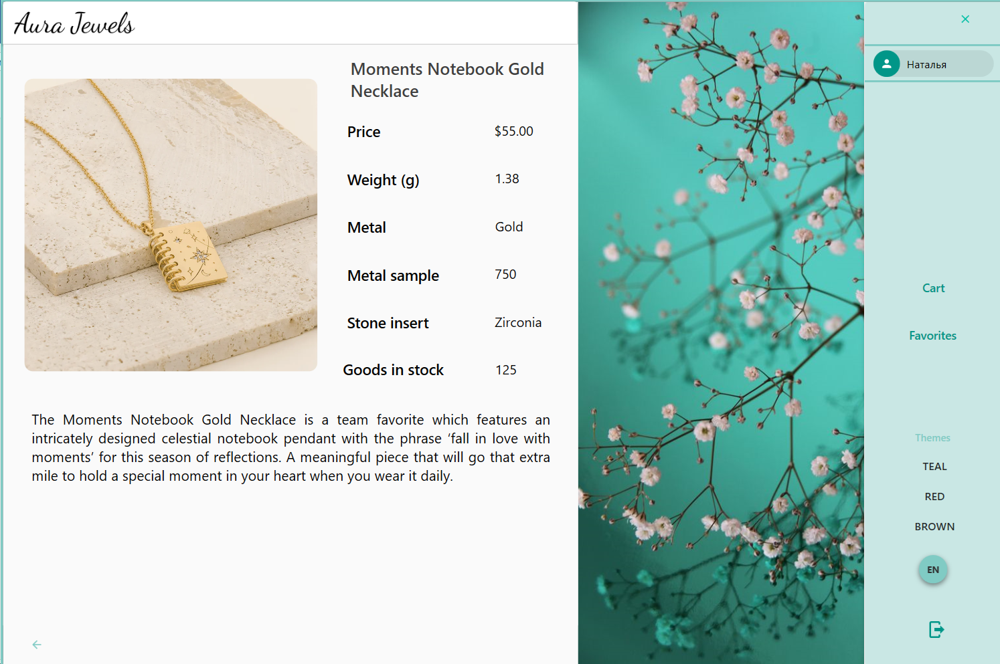 Aura Jewels
Наталья
Moments Notebook Gold
Necklace
Price $55.00
Weight (g) 1.38
Metal Gold
Metal sample 750
Stone insert Zirconia
Goods in stock 125
The Moments Notebook Gold Necklace is a team favorite which features an
intricately designed celestial notebook pendant with the phrase ‘fall in love with
moments’ for this season of reflections. A meaningful piece that will go that extra
mile to hold a special moment in your heart when you wear it daily.
Cart
Favorites
Themes
TEAL
RED
BROWN
EN